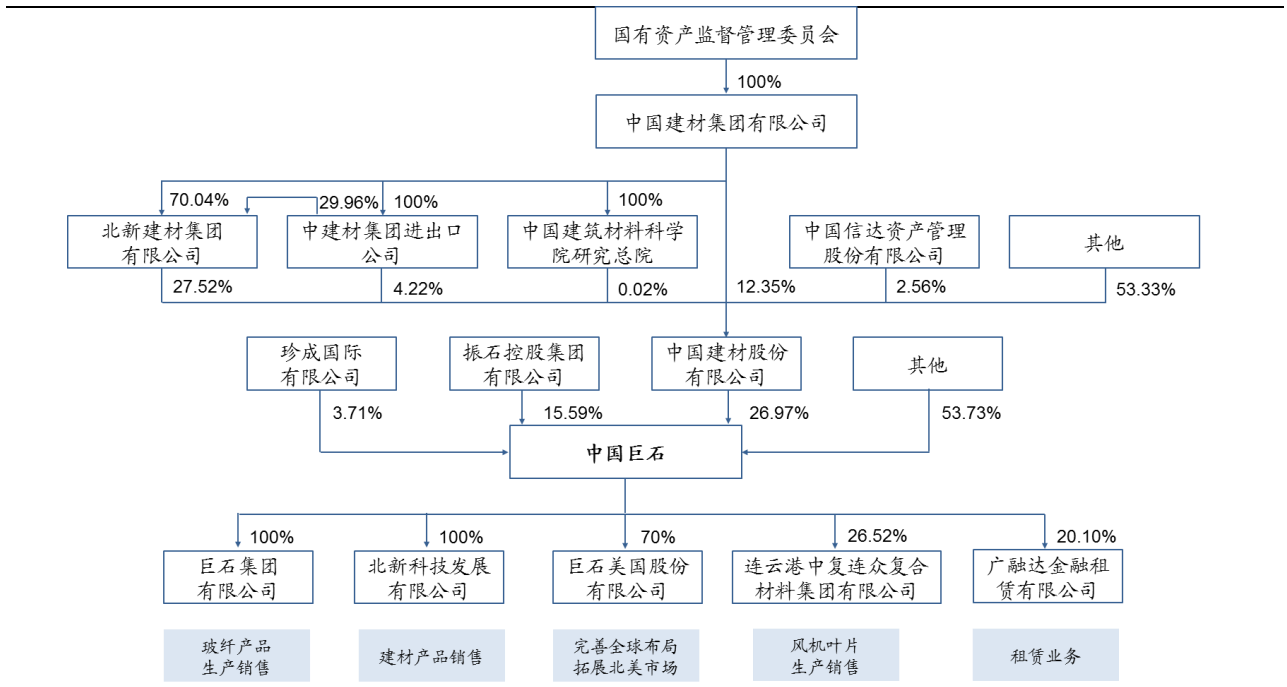 国有资产监督管理委员会
100%
中国建材集团有限公司
70.04%
29.96%
100%
100%
北新建材集团
有限公司
中建材集团进出口
公司
中国建筑材料科学
院研究总院
中国信达资产管理
股份有限公司
其他
27.52%
4.22%
0.02%
12.35%
2.56%
53.33%
珍成国际
有限公司
振石控股集团
有限公司
中国建材股份
有限公司
其他
3.71%
15.59%
26.97%
53.73%
中国巨石
100%
100%
70%
26.52%
20.10%
巨石集团
有限公司
北新科技发展
有限公司
巨石美国股份
有限公司
连云港中复连众复合
材料集团有限公司
广融达金融租
赁有限公司
玻纤产品
生产销售
建材产品销售
完善全球布局
拓展北美市场
风机叶片
生产销售
租赁业务